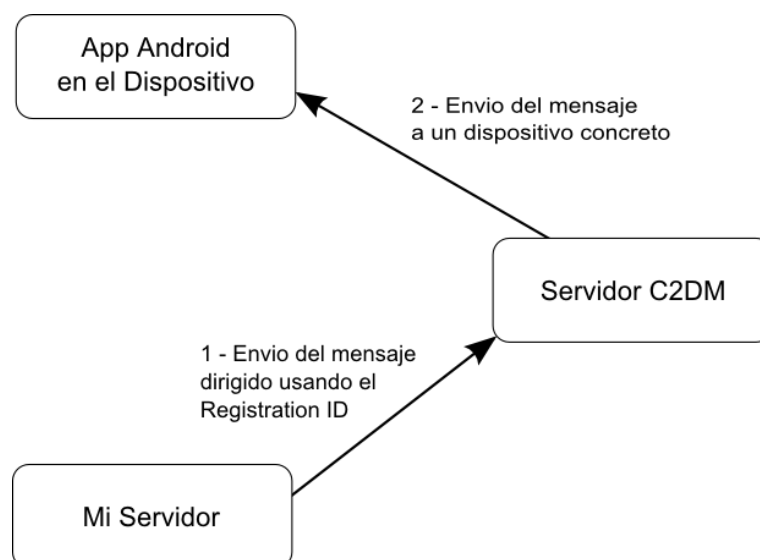 App Android
en el Dispositivo
2 - Envio del mensaje
a un dispositivo concreto
Servidor C2DM
1 - Envio del mensaje
dirigido usando el
Registration ID
Mi Servidor